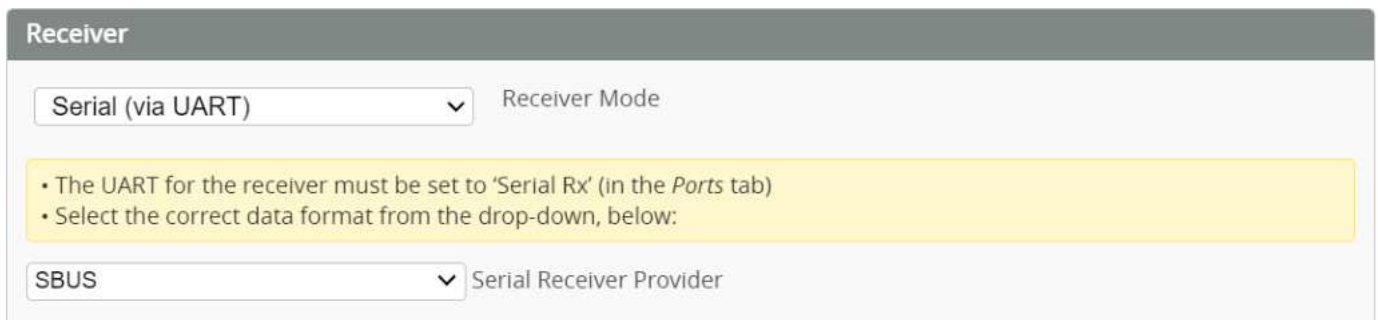 Receiver
Serial (via UART) Receiver Mode
• The UART for the receiver must be set to ‘Serial Rx’ (in the Ports tab)
• Select the correct data format from the drop-down, below:
SBUS Serial Receiver Provider